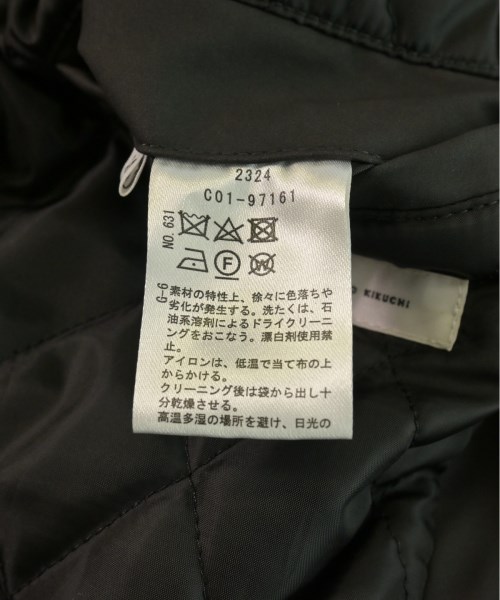 2324
C01-97161
NO. 631
F
W
G-6
素材の特性上、徐々に色落ちや
劣化が発生する。洗たくは、石
油系溶剤によるドライクリーニ
ングをおこなう。漂白剤使用禁
止。
アイロンは、低温で当て布の上
からかける。
クリーニング後は袋から出し十
分乾燥させる。
高温多湿の場所を避け、日光の
KIKUCHI